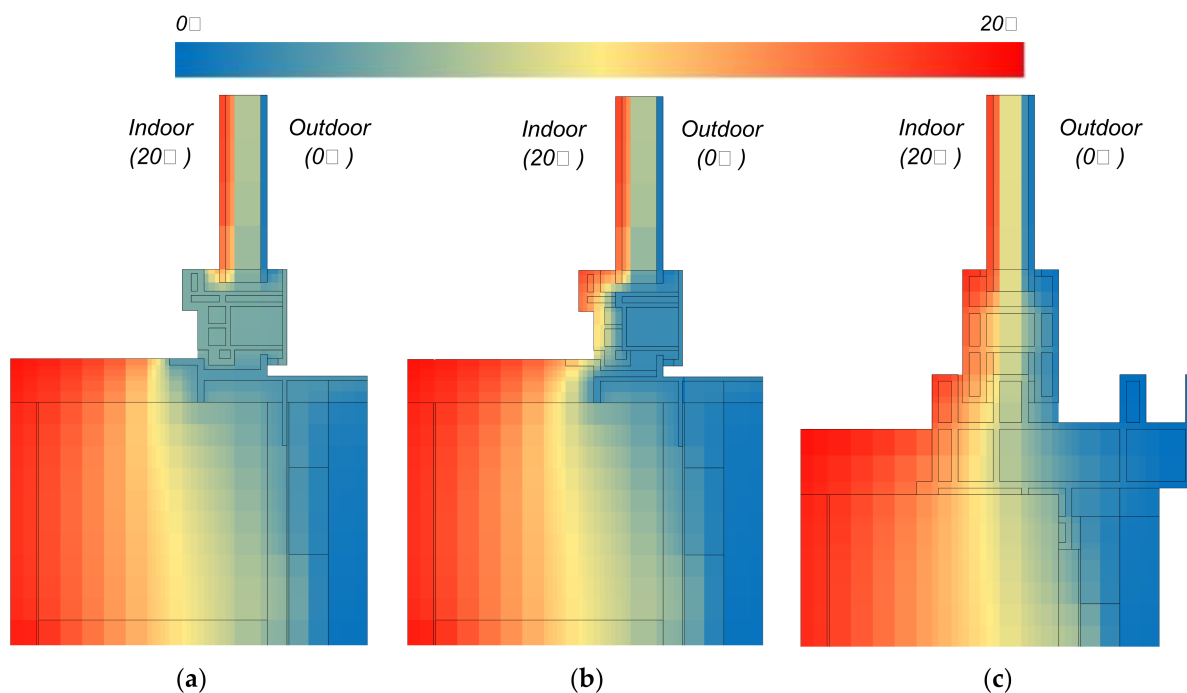 0□ 20□
Indoor Outdoor
(20□ ) (0□ )
Indoor Outdoor
(20□ ) (0□ )
Indoor Outdoor
(20□ ) (0□ )
(a) (b) (c)